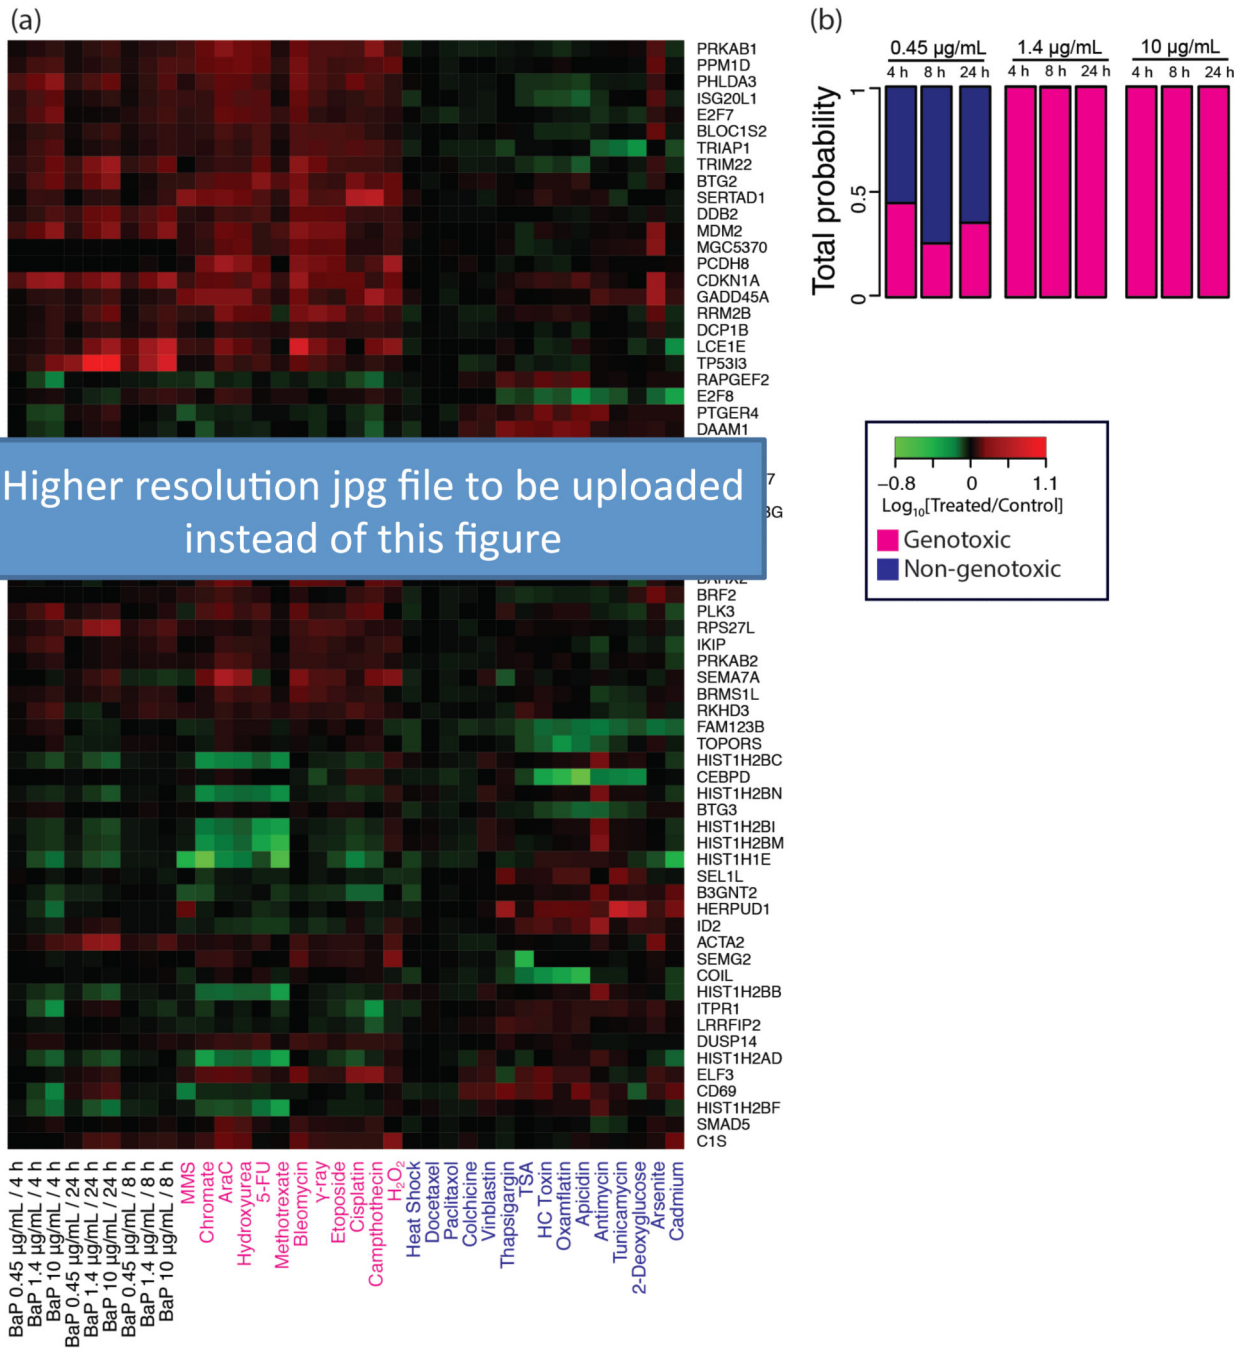 (a)
PRKAB1
PPM1D
PHLDA3
ISG20L1
E2F7
BLOC1S2
TRIAP1
TRIM22
BTG2
SERTAD1
DDB2
MDM2
MGC5370
PCDH8
CDKN1A
GADD45A
RRM2B
DCP1B
LCE1E
TP53I3
RAPGEF2
E2F8
PTGER4
DAAM1
7
3G
Higher resolution jpg file to be uploaded
instead of this figure
BRF2
PLK3
RPS27L
IKIP
PRKAB2
SEMA7A
BRMS1L
RKHD3
FAM123B
TOPORS
HIST1H2BC
CEBPD
HIST1H2BN
BTG3
HIST1H2BI
HIST1H2BM
HIST1H1E
SEL1L
B3GNT2
HERPUD1
ID2
ACTA2
SEMG2
COIL
HIST1H2BB
ITPR1
LRRFIP2
DUSP14
HIST1H2AD
ELF3
CD69
HIST1H2BF
SMAD5
C1S
BaP 0.45 µg/mL / 4 h
BaP 1.4 µg/mL / 4 h
BaP 10 µg/mL / 4 h
BaP 0.45 µg/mL / 24 h
BaP 1.4 µg/mL / 24 h
BaP 10 µg/mL / 24 h
BaP 0.45 µg/mL / 8 h
BaP 1.4 µg/mL / 8 h
BaP 10 µg/mL / 8 h
MMS
Chromate
AraC
Hydroxyurea
5-FU
Methotrexate
Bleomycin
γ-ray
Etoposide
Cisplatin
Campthothecin
H₂O₂
Heat Shock
Docetaxel
Paclitaxol
Colchicine
Vinblastin
Thapsigargin
TSA
HC Toxin
Oxamflatin
Apicidin
Antimycin
Tunicamycin
2-Deoxyglucose
Arsenite
Cadmium
(b)
0.45 µg/mL 1.4 µg/mL 10 µg/mL
4 h 8 h 24 h 4 h 8 h 24 h 4 h 8 h 24 h
Total probability
1
0.5
0
−0.8 0 1.1
Log₁₀[Treated/Control]
Genotoxic
Non-genotoxic